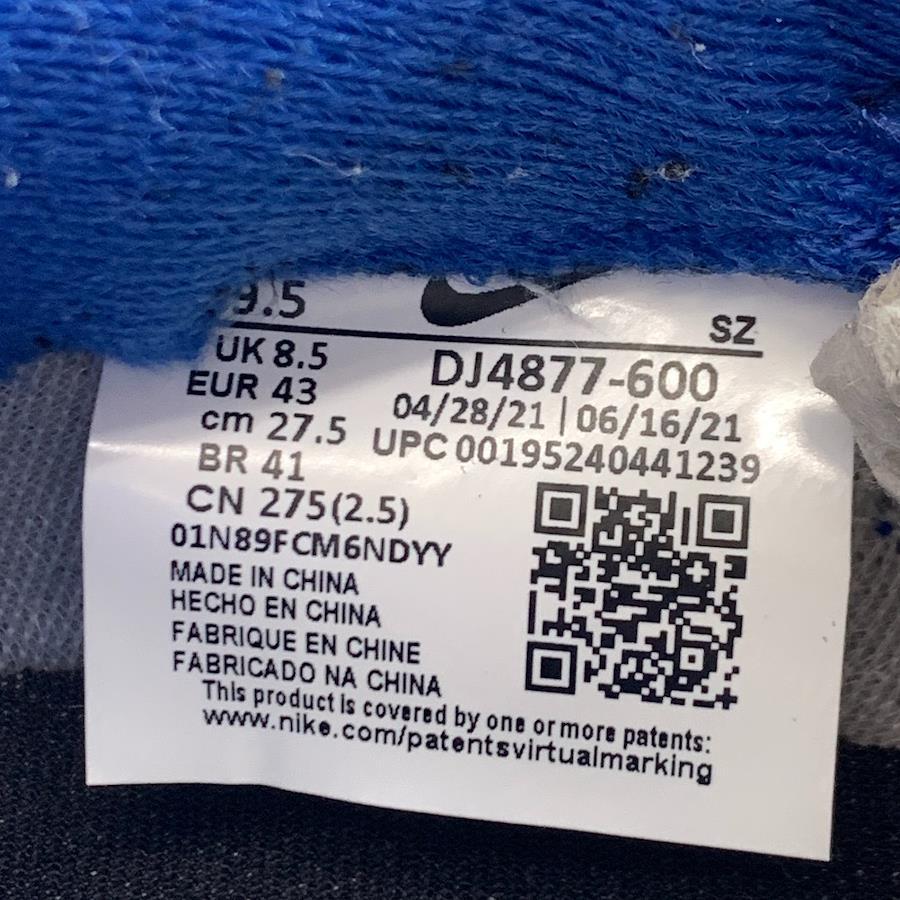 9.5
SZ
UK 8.5
EUR 43
cm 27.5
BR 41
CN 275(2.5)
DJ4877-600
04/28/21 | 06/16/21
UPC 00195240441239
01N89FCM6NDYY
MADE IN CHINA
HECHO EN CHINA
FABRIQUE EN CHINE
FABRICADO NA CHINA
This product is covered by one or more patents:
www.nike.com/patentsvirtualmarking